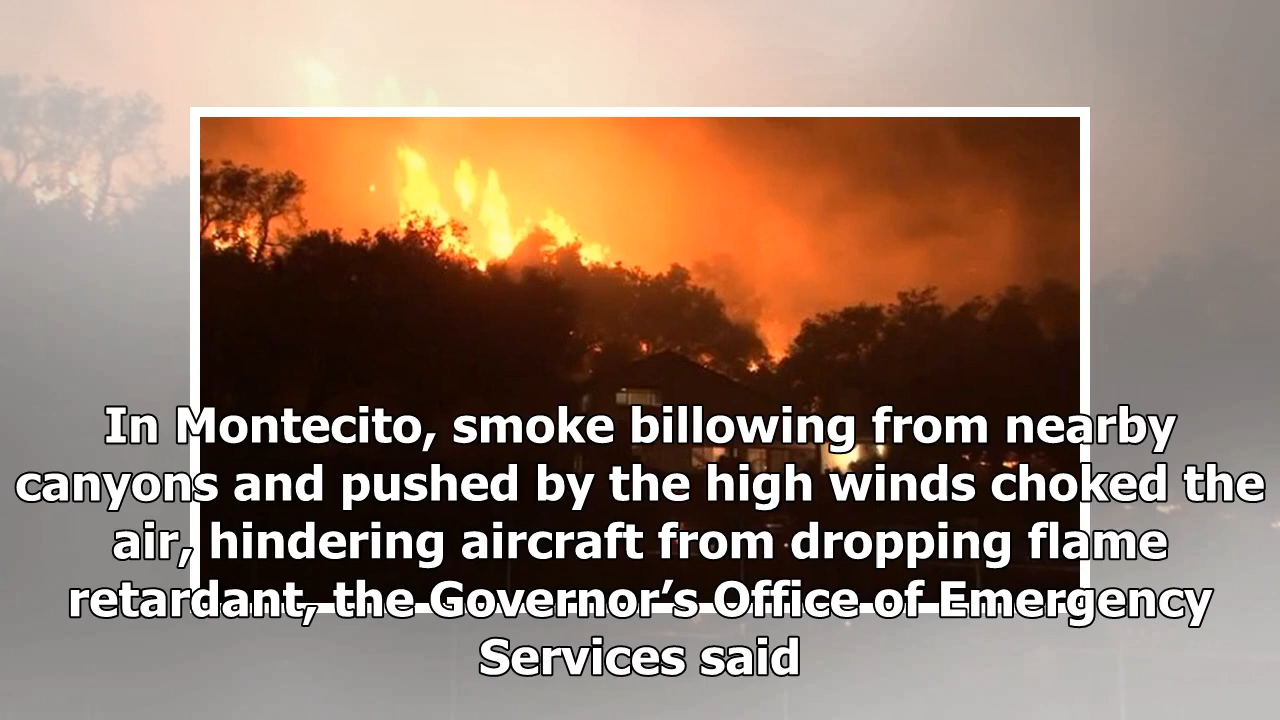 In Montecito, smoke billowing from nearby
canyons and pushed by the high winds choked the
air, hindering aircraft from dropping flame
retardant, the Governor’s Office of Emergency
Services said